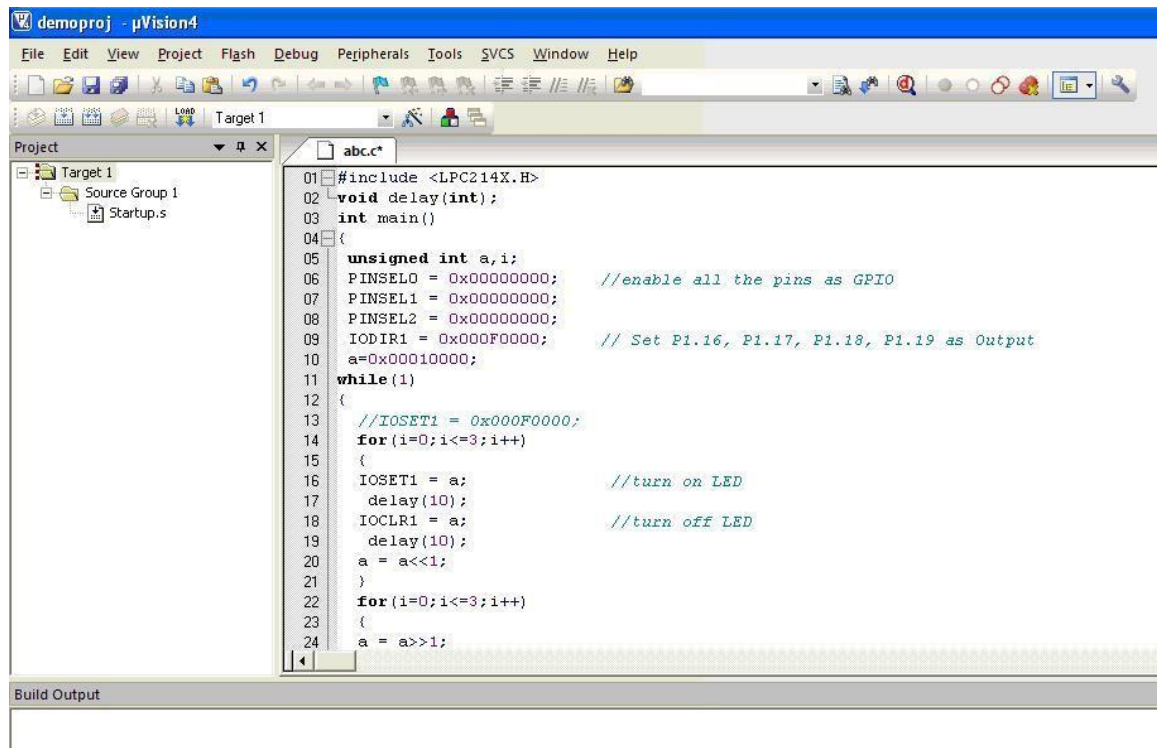 demoproj - µVision4
File Edit View Project Flash Debug Peripherals Tools SVCS Window Help
LOAD Target 1
Project
abc.c*
Target 1
Source Group 1
Startup.s
01 #include <LPC214X.H>
02 void delay(int);
03 int main()
04 {
05 unsigned int a,i;
06 PINSEL0 = 0x00000000; //enable all the pins as GPIO
07 PINSEL1 = 0x00000000;
08 PINSEL2 = 0x00000000;
09 IODIR1 = 0x000F0000; // Set P1.16, P1.17, P1.18, P1.19 as Output
10 a=0x00010000;
11 while(1)
12 {
13 //IOSET1 = 0x000F0000;
14 for(i=0;i<=3;i++)
15 {
16 IOSET1 = a; //turn on LED
17 delay(10);
18 IOCLR1 = a; //turn off LED
19 delay(10);
20 a = a<<1;
21 }
22 for(i=0;i<=3;i++)
23 {
24 a = a>>1;
Build Output